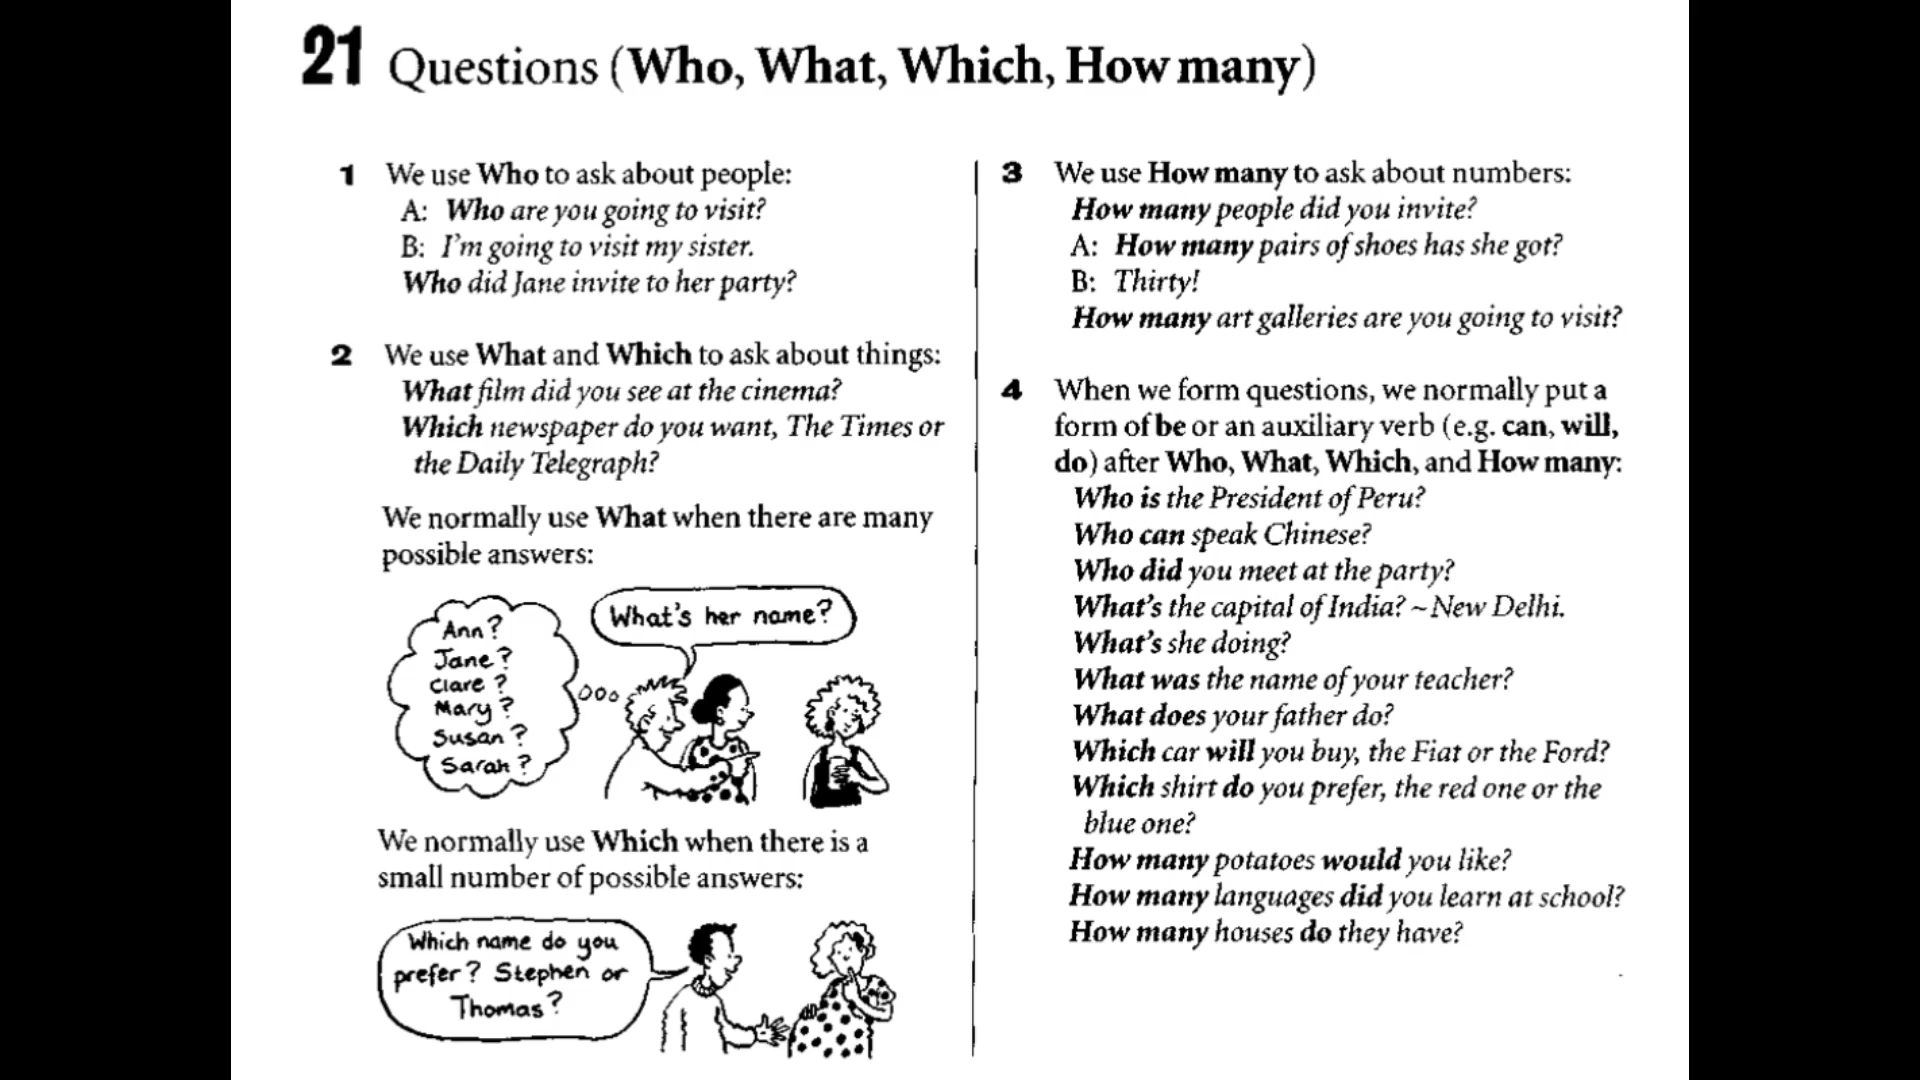 21 Questions (Who, What, Which, How many)
1 We use Who to ask about people:
A: Who are you going to visit?
B: I'm going to visit my sister.
Who did Jane invite to her party?
2 We use What and Which to ask about things:
What film did you see at the cinema?
Which newspaper do you want, The Times or
the Daily Telegraph?
We normally use What when there are many
possible answers:
What's her name?
Ann?
Jane?
Clare?
Mary?
Susan?
Sarah?
We normally use Which when there is a
small number of possible answers:
Which name do you
prefer? Stephen or
Thomas?
3 We use How many to ask about numbers:
How many people did you invite?
A: How many pairs of shoes has she got?
B: Thirty!
How many art galleries are you going to visit?
4 When we form questions, we normally put a
form of be or an auxiliary verb (e.g. can, will,
do) after Who, What, Which, and How many:
Who is the President of Peru?
Who can speak Chinese?
Who did you meet at the party?
What's the capital of India? ~ New Delhi.
What's she doing?
What was the name of your teacher?
What does your father do?
Which car will you buy, the Fiat or the Ford?
Which shirt do you prefer, the red one or the
blue one?
How many potatoes would you like?
How many languages did you learn at school?
How many houses do they have?